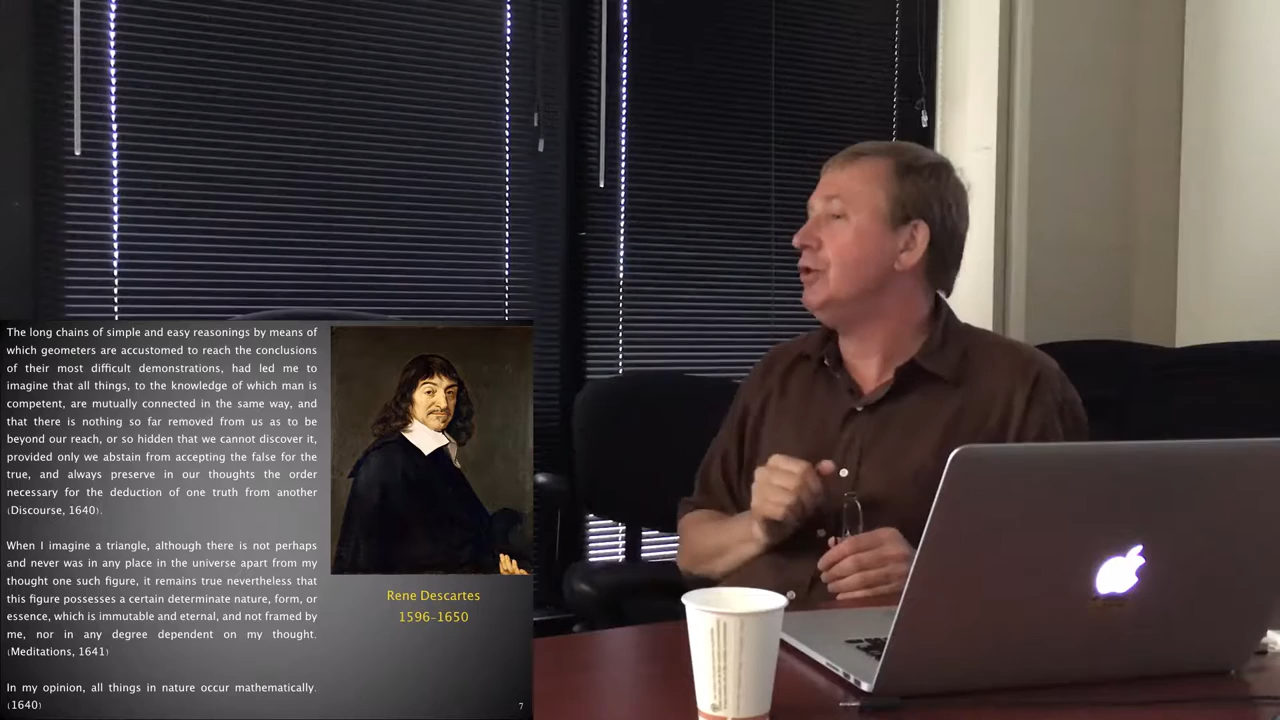 The long chains of simple and easy reasonings by means of
which geometers are accustomed to reach the conclusions
of their most difficult demonstrations, had led me to
imagine that all things, to the knowledge of which man is
competent, are mutually connected in the same way, and
that there is nothing so far removed from us as to be
beyond our reach, or so hidden that we cannot discover it,
provided only we abstain from accepting the false for the
true, and always preserve in our thoughts the order
necessary for the deduction of one truth from another
(Discourse, 1640).
When I imagine a triangle, although there is not perhaps
and never was in any place in the universe apart from my
thought one such figure, it remains true nevertheless that
this figure possesses a certain determinate nature, form, or
essence, which is immutable and eternal, and not framed by
me, nor in any degree dependent on my thought.
(Meditations, 1641)
In my opinion, all things in nature occur mathematically.
(1640)
Rene Descartes
1596-1650
7